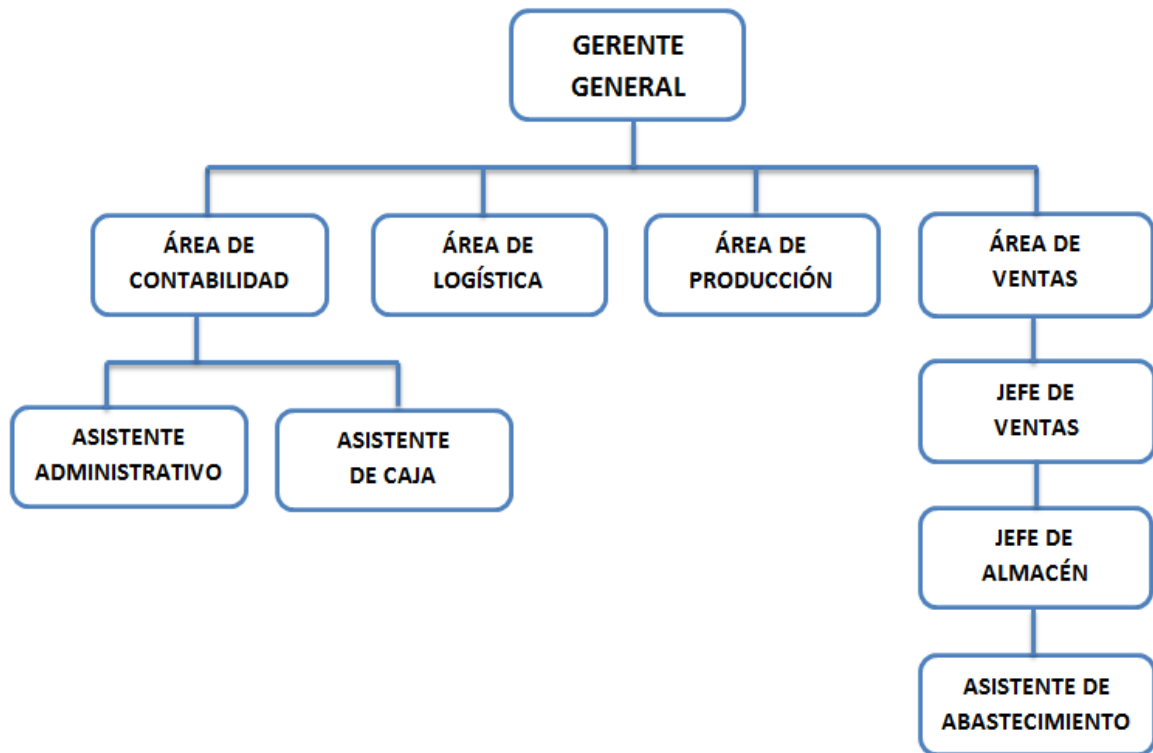 GERENTE
GENERAL
ÁREA DE
CONTABILIDAD
ÁREA DE
LOGÍSTICA
ÁREA DE
PRODUCCIÓN
ÁREA DE
VENTAS
ASISTENTE
ADMINISTRATIVO
ASISTENTE
DE CAJA
JEFE DE
VENTAS
JEFE DE
ALMACÉN
ASISTENTE DE
ABASTECIMIENTO